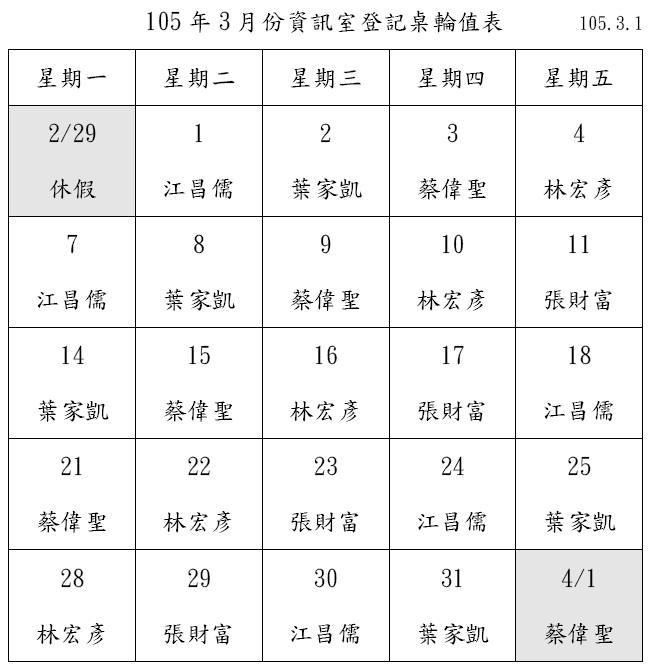 105年3月份資訊室登記桌輪值表 105.3.1
星期一 星期二 星期三 星期四 星期五
2/29 1 2 3 4
休假 江昌儒 葉家凱 蔡偉聖 林宏彥
7 8 9 10 11
江昌儒 葉家凱 蔡偉聖 林宏彥 張財富
14 15 16 17 18
葉家凱 蔡偉聖 林宏彥 張財富 江昌儒
21 22 23 24 25
蔡偉聖 林宏彥 張財富 江昌儒 葉家凱
28 29 30 31 4/1
林宏彥 張財富 江昌儒 葉家凱 蔡偉聖